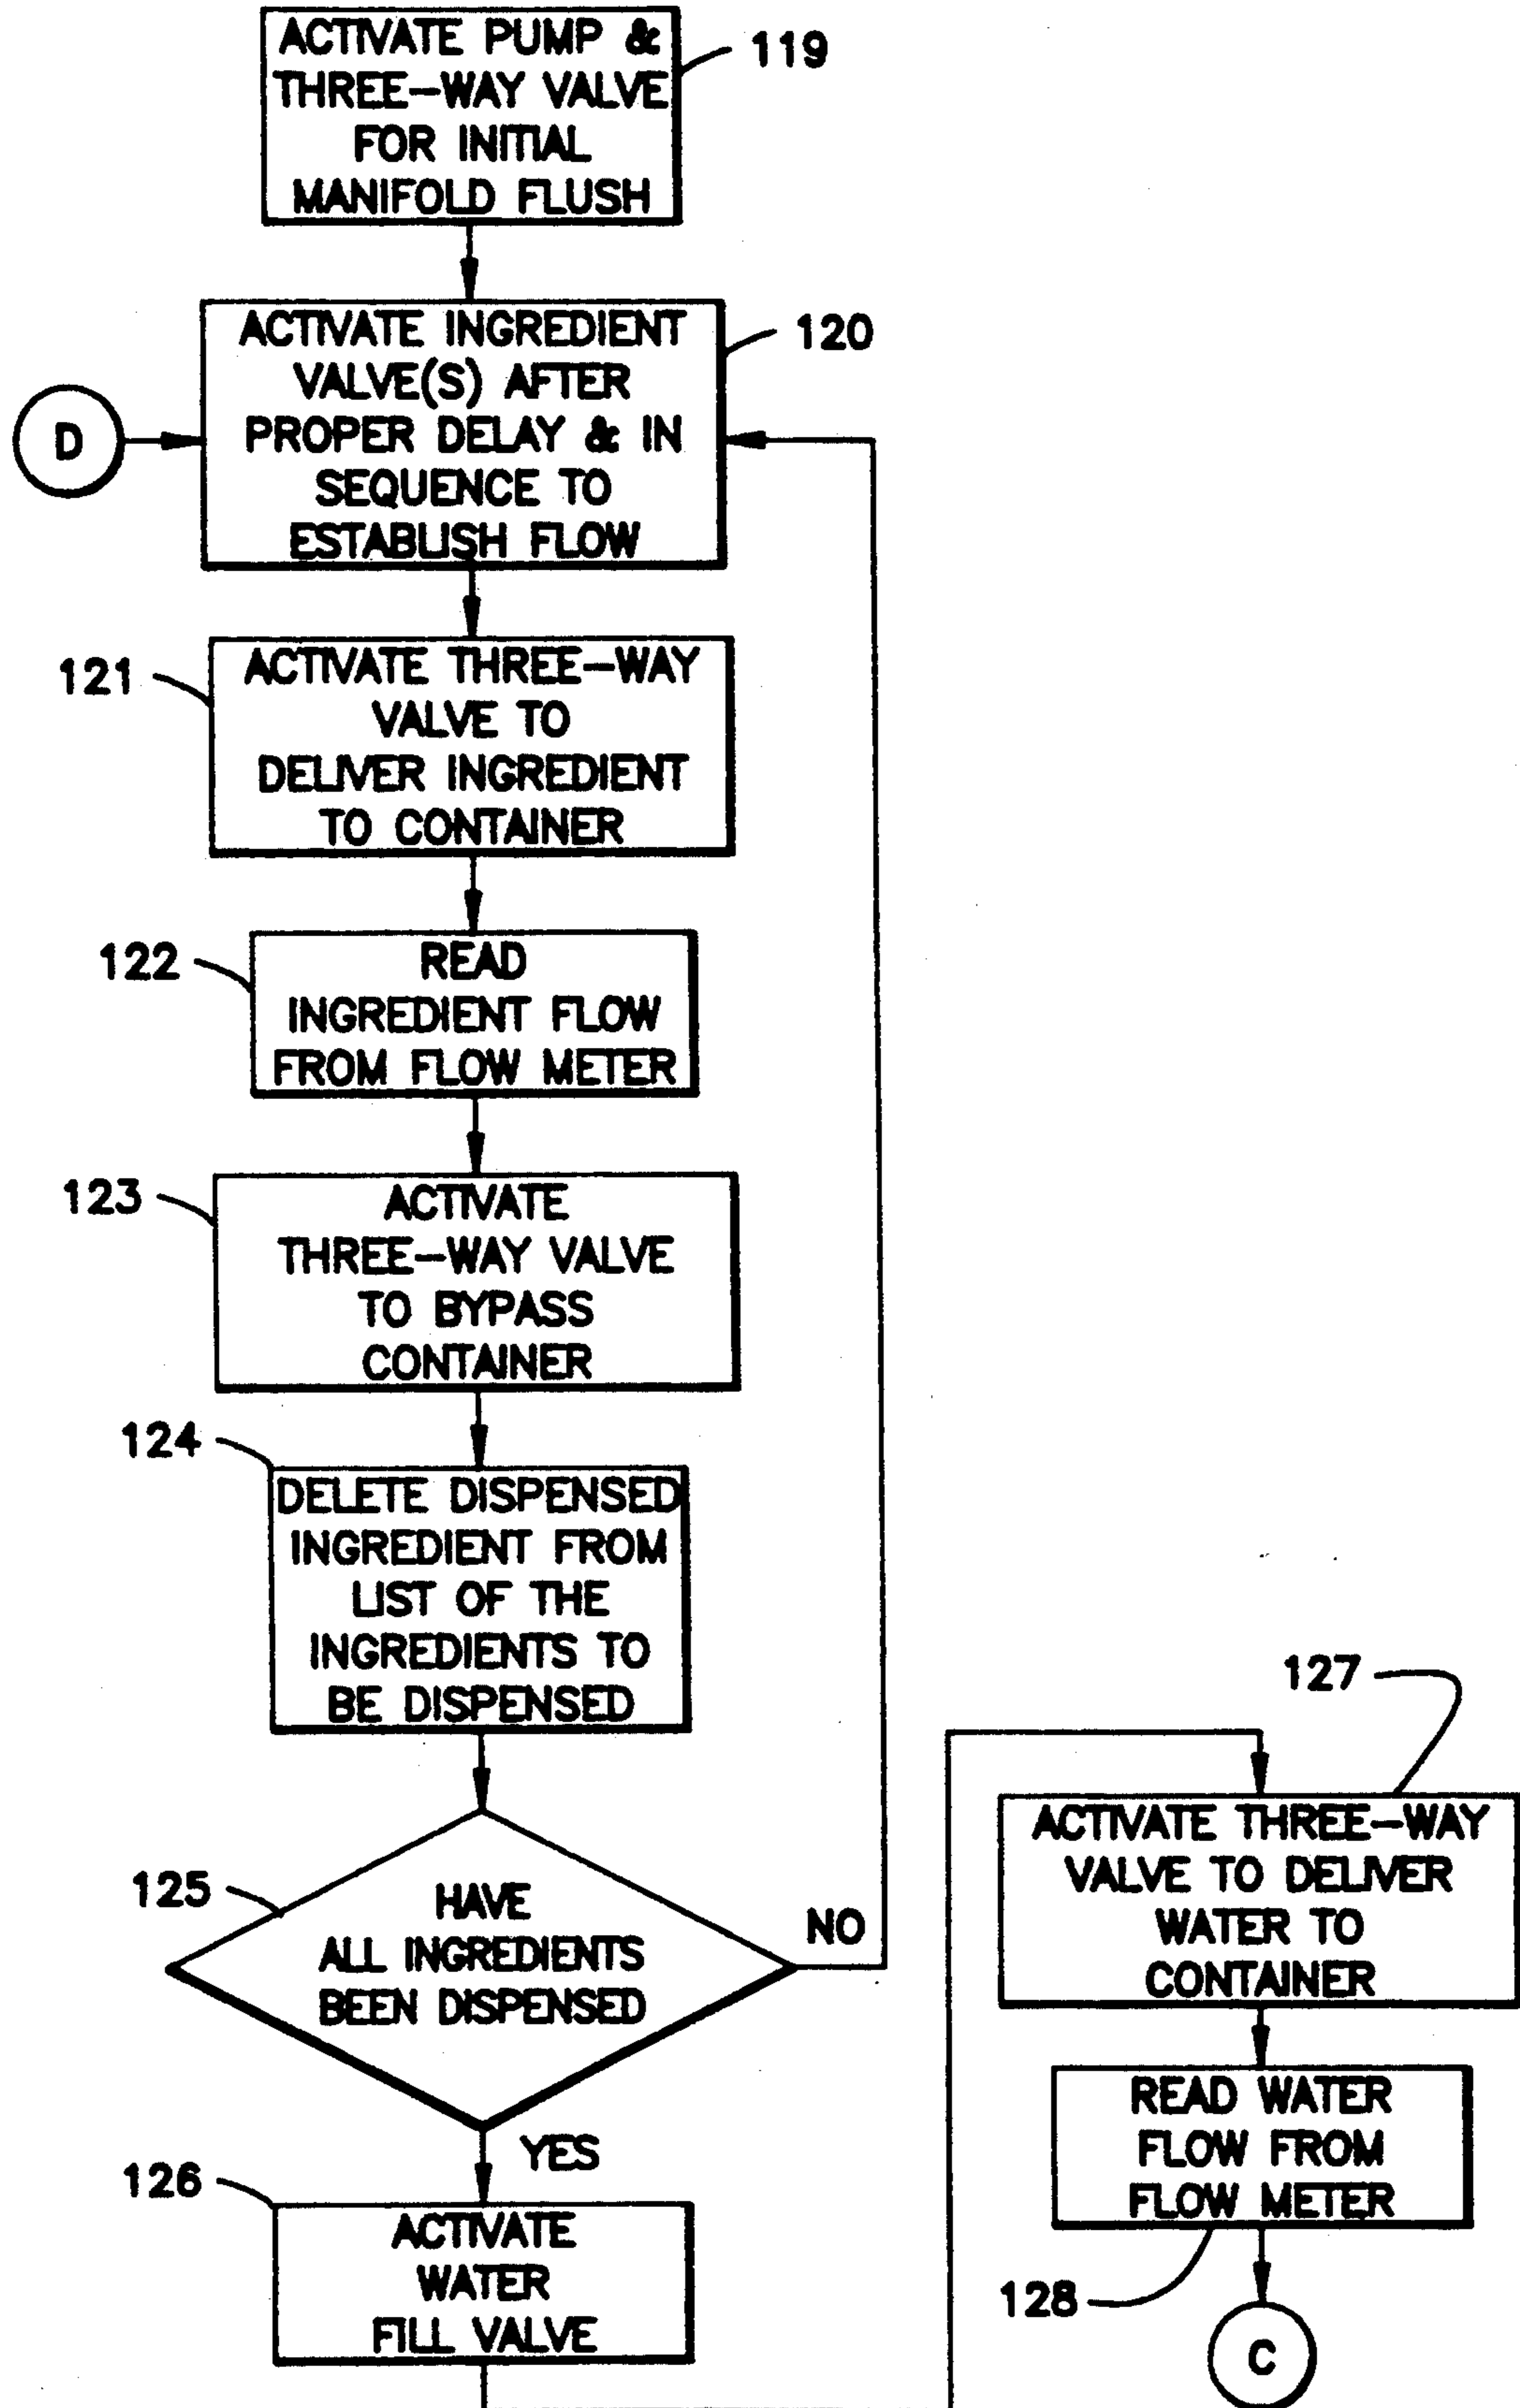 ACTIVATE PUMP &
THREE-WAY VALVE
FOR INITIAL
MANIFOLD FLUSH
119
ACTIVATE INGREDIENT
VALVE(S) AFTER
PROPER DELAY & IN
SEQUENCE TO
ESTABLISH FLOW
120
D
121
ACTIVATE THREE-WAY
VALVE TO
DELIVER INGREDIENT
TO CONTAINER
122
READ
INGREDIENT FLOW
FROM FLOW METER
123
ACTIVATE
THREE-WAY VALVE
TO BYPASS
CONTAINER
124
DELETE DISPENSED
INGREDIENT FROM
LIST OF THE
INGREDIENTS TO
BE DISPENSED
125
HAVE
ALL INGREDIENTS
BEEN DISPENSED
NO
YES
126
ACTIVATE
WATER
FILL VALVE
127
ACTIVATE THREE-WAY
VALVE TO DELIVER
WATER TO
CONTAINER
READ WATER
FLOW FROM
FLOW METER
128
C